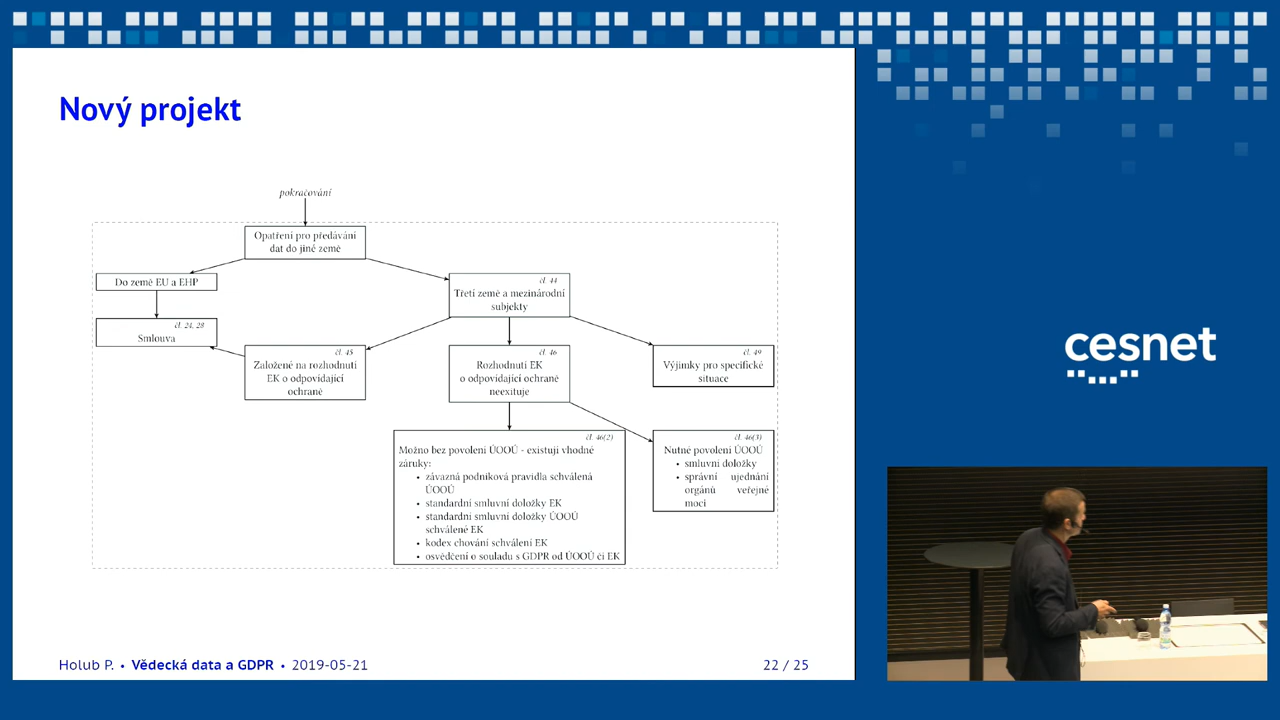 Nový projekt
pokračování
Opatření pro předávání
dat do jiné země
Do země EU a EHP
čl. 44
Třetí země a mezinárodní
subjekty
čl. 24, 28
Smlouva
čl. 45
Založené na rozhodnutí
EK o odpovídající
ochraně
čl. 46
Rozhodnutí EK
o odpovídající ochraně
neexituje
čl. 49
Výjimky pro specifické
situace
čl. 46(2)
Možno bez povolení ÚOOÚ - existují vhodné
záruky:
• závazná podniková pravidla schválená
ÚOOÚ
• standardní smluvní doložky EK
• standardní smluvní doložky ÚOOÚ
schválené EK
• kodex chování schválení EK
• osvědčení o souladu s GDPR od ÚOOÚ či EK
čl. 46(3)
Nutné povolení ÚOOÚ
• smluvní doložky
• správní ujednání
orgánů veřejné
moci
Holub P. • Vědecká data a GDPR • 2019-05-21
22 / 25
cesnet